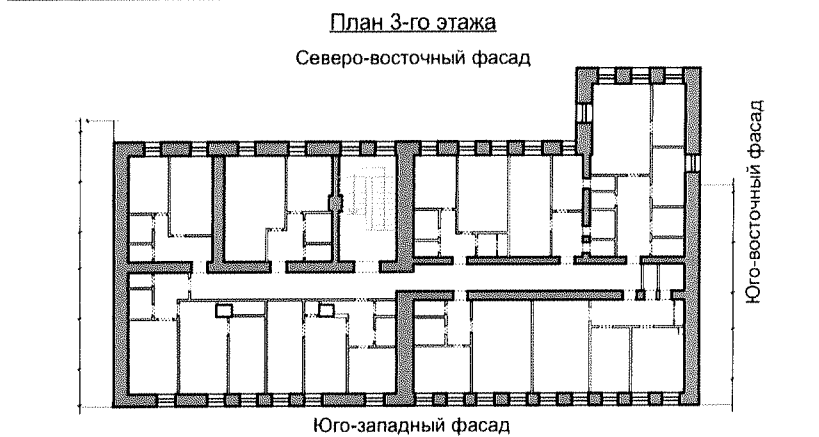 План 3-го этажа
Северо-восточный фасад
Юго-восточный фасад
Юго-западный фасад